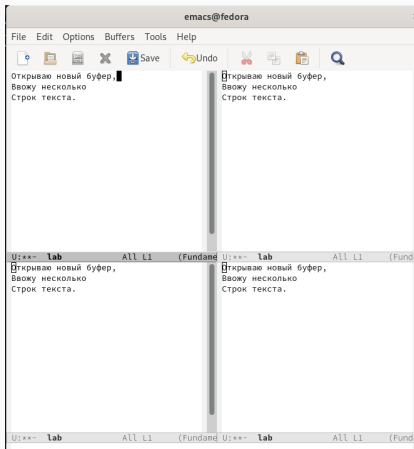 emacs@fedora
File Edit Options Buffers Tools Help
Save Undo
Открываю новый буфер,
Ввожу несколько
Строк текста.
U:**- lab All L1 (Fundame
Открываю новый буфер,
Ввожу несколько
Строк текста.
U:**- lab All L1 (Fund
Открываю новый буфер,
Ввожу несколько
Строк текста.
U:**- lab All L1 (Fundame
Открываю новый буфер,
Ввожу несколько
Строк текста.
U:**- lab All L1 (Fund